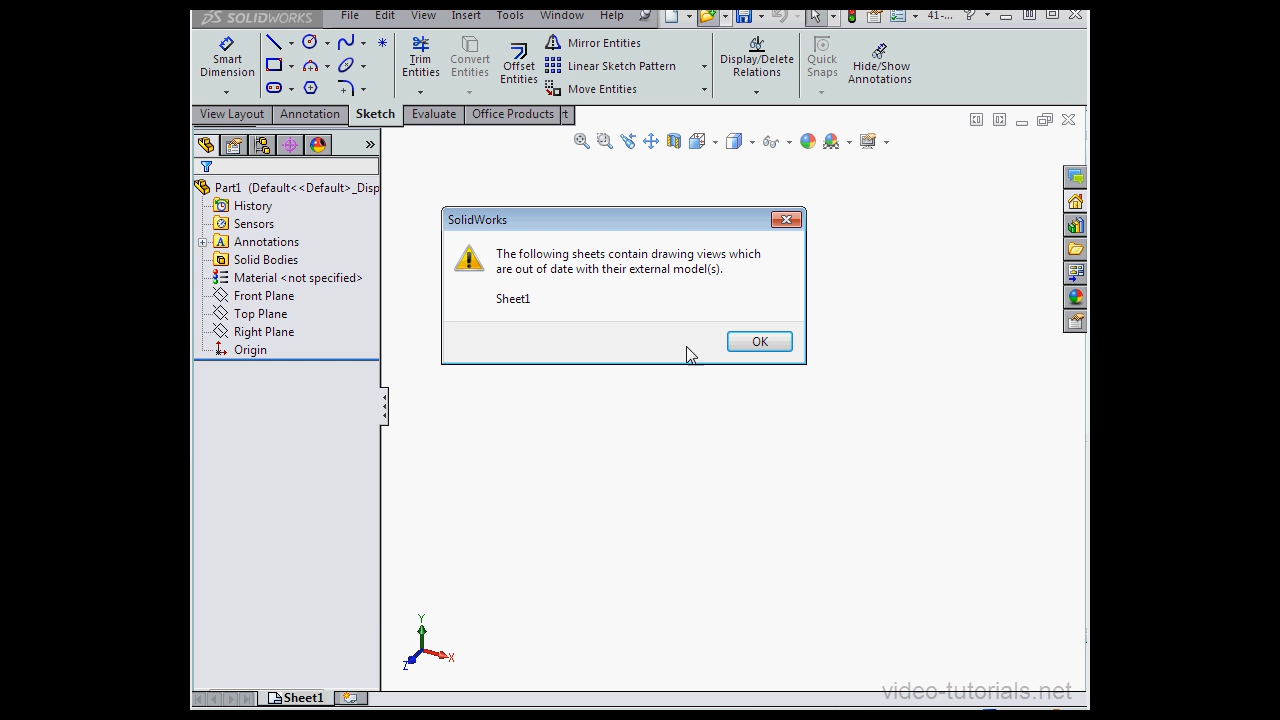 SOLIDWORKS File Edit View Insert Tools Window Help 41-... ?
Smart Dimension
Trim Entities
Convert Entities
Offset Entities
Mirror Entities
Linear Sketch Pattern
Move Entities
Display/Delete Relations
Quick Snaps
Hide/Show Annotations
View Layout Annotation Sketch Evaluate Office Products
Part1 (Default<<Default>_Disp
History
Sensors
Annotations
Solid Bodies
Material <not specified>
Front Plane
Top Plane
Right Plane
Origin
SolidWorks
The following sheets contain drawing views which
are out of date with their external model(s).
Sheet1
OK
Y
X
Z
Sheet1
video-tutorials.net